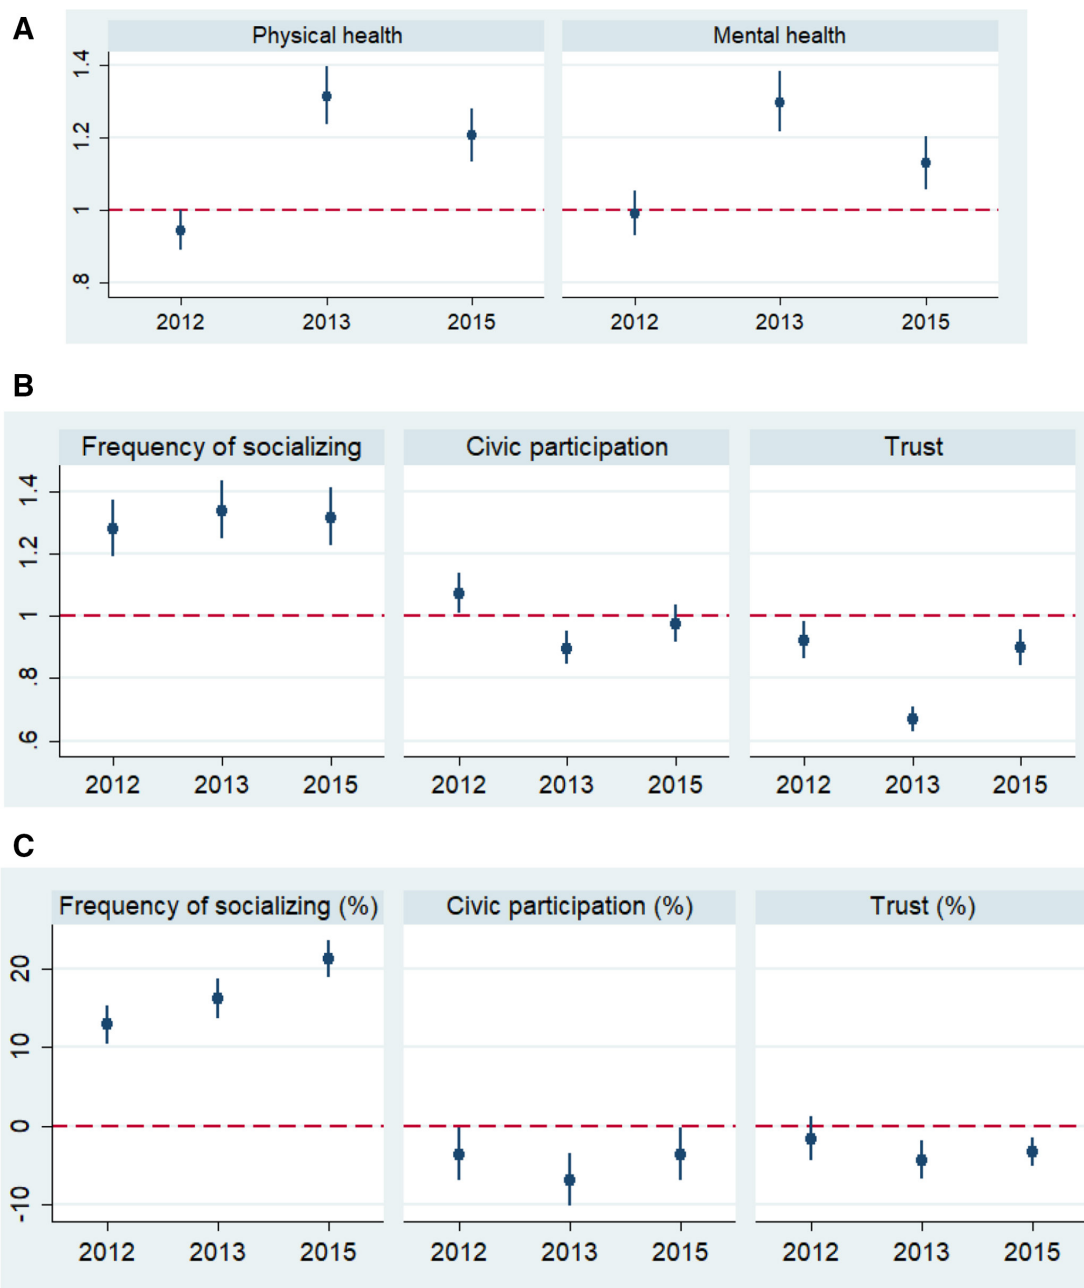 A
Physical health Mental health
1.4
1.2
1
.8
2012 2013 2015 2012 2013 2015
B
Frequency of socializing Civic participation Trust
1.4
1.2
1
.8
.6
2012 2013 2015 2012 2013 2015 2012 2013 2015
C
Frequency of socializing (%) Civic participation (%) Trust (%)
20
10
0
-10
2012 2013 2015 2012 2013 2015 2012 2013 2015